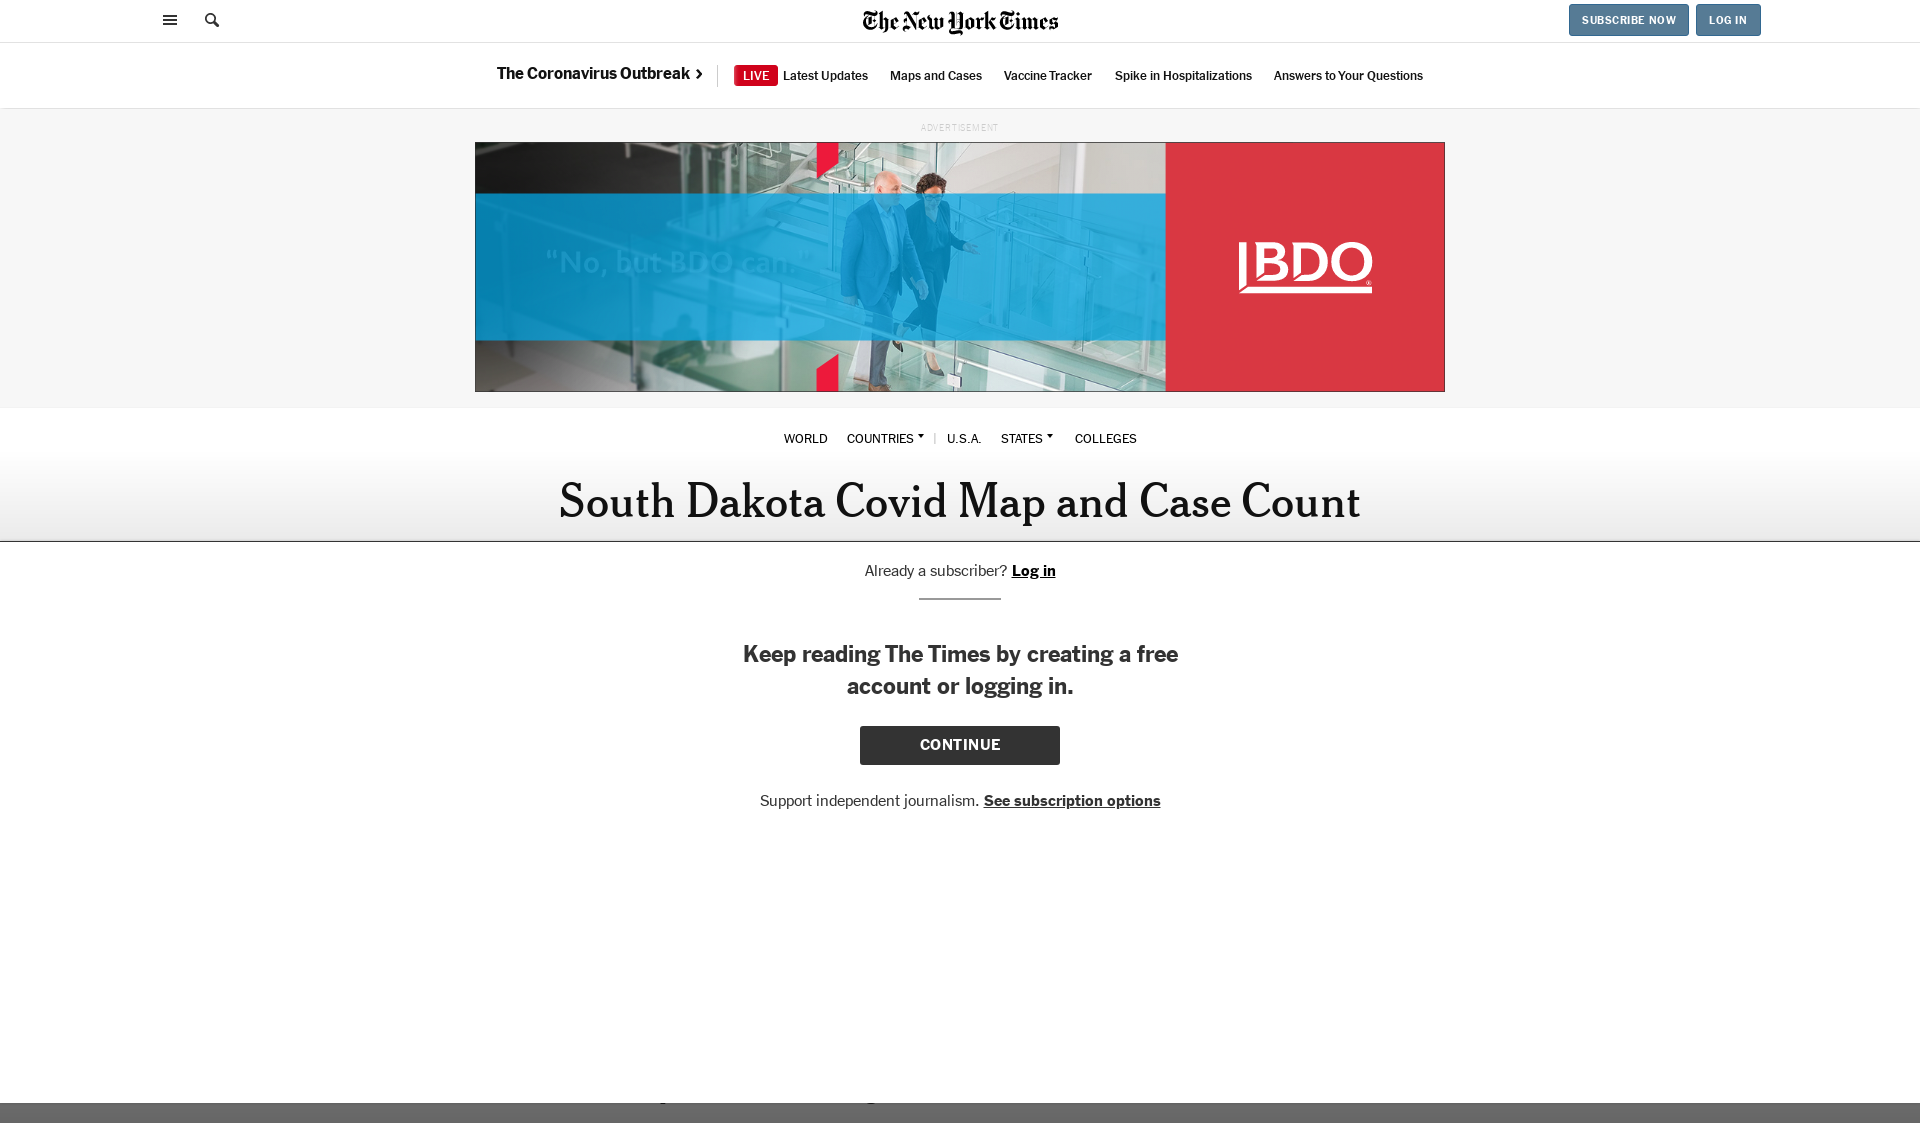 The New York Times
SUBSCRIBE NOW
LOG IN
The Coronavirus Outbreak
LIVE
Latest Updates
Maps and Cases
Vaccine Tracker
Spike in Hospitalizations
Answers to Your Questions
ADVERTISEMENT
“No, but BDO can.”
BDO
WORLD
COUNTRIES
U.S.A.
STATES
COLLEGES
South Dakota Covid Map and Case Count
Already a subscriber? Log in
Keep reading The Times by creating a free
account or logging in.
CONTINUE
Support independent journalism. See subscription options